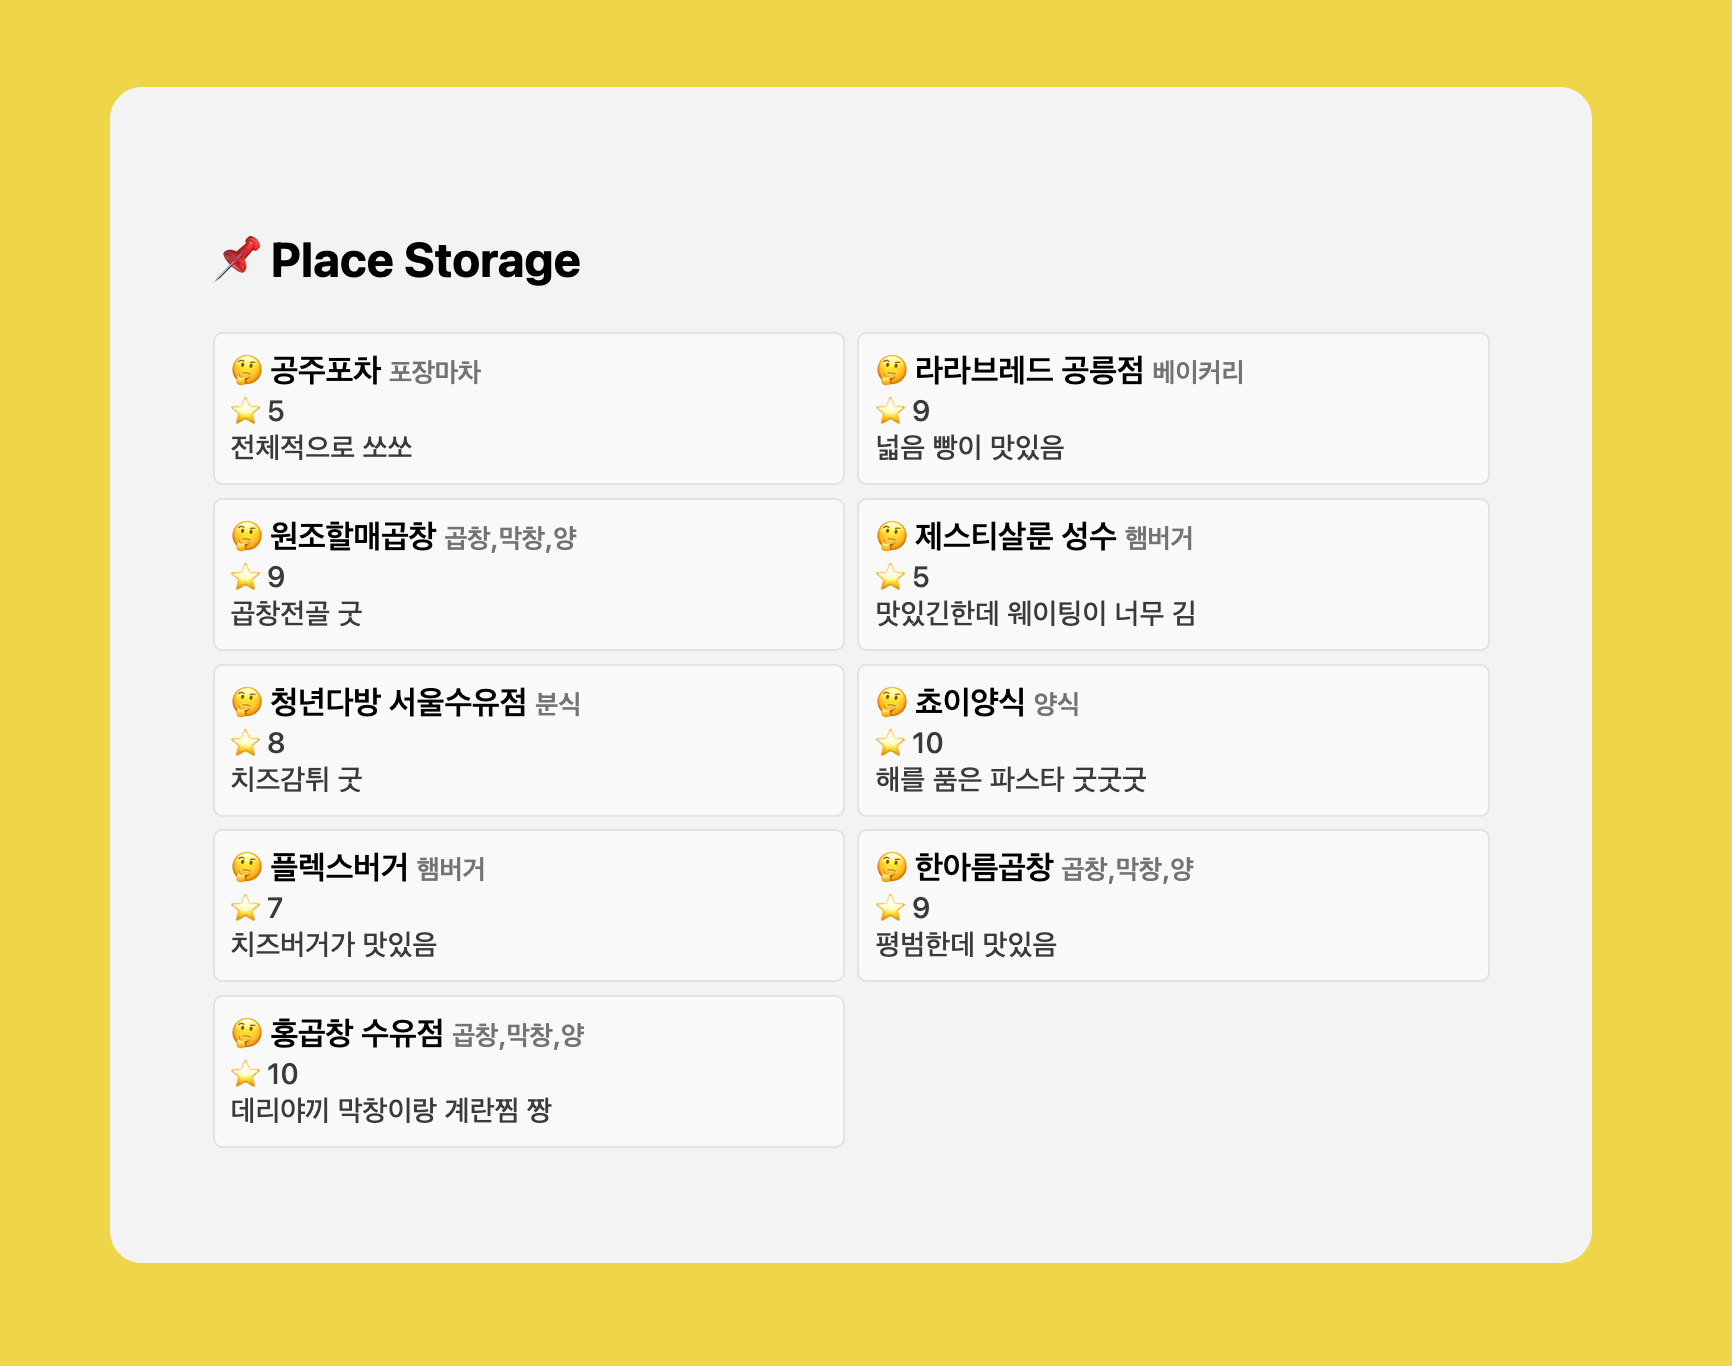 📌 Place Storage
🤔 공주포차 포장마차
⭐ 5
전체적으로 쏘쏘
🤔 라라브레드 공릉점 베이커리
⭐ 9
넓음 빵이 맛있음
🤔 원조할매곱창 곱창,막창,양
⭐ 9
곱창전골 굿
🤔 제스티살룬 성수 햄버거
⭐ 5
맛있긴한데 웨이팅이 너무 김
🤔 청년다방 서울수유점 분식
⭐ 8
치즈감튀 굿
🤔 쵸이양식 양식
⭐ 10
해를 품은 파스타 굿굿굿
🤔 플렉스버거 햄버거
⭐ 7
치즈버거가 맛있음
🤔 한아름곱창 곱창,막창,양
⭐ 9
평범한데 맛있음
🤔 홍곱창 수유점 곱창,막창,양
⭐ 10
데리야끼 막창이랑 계란찜 짱